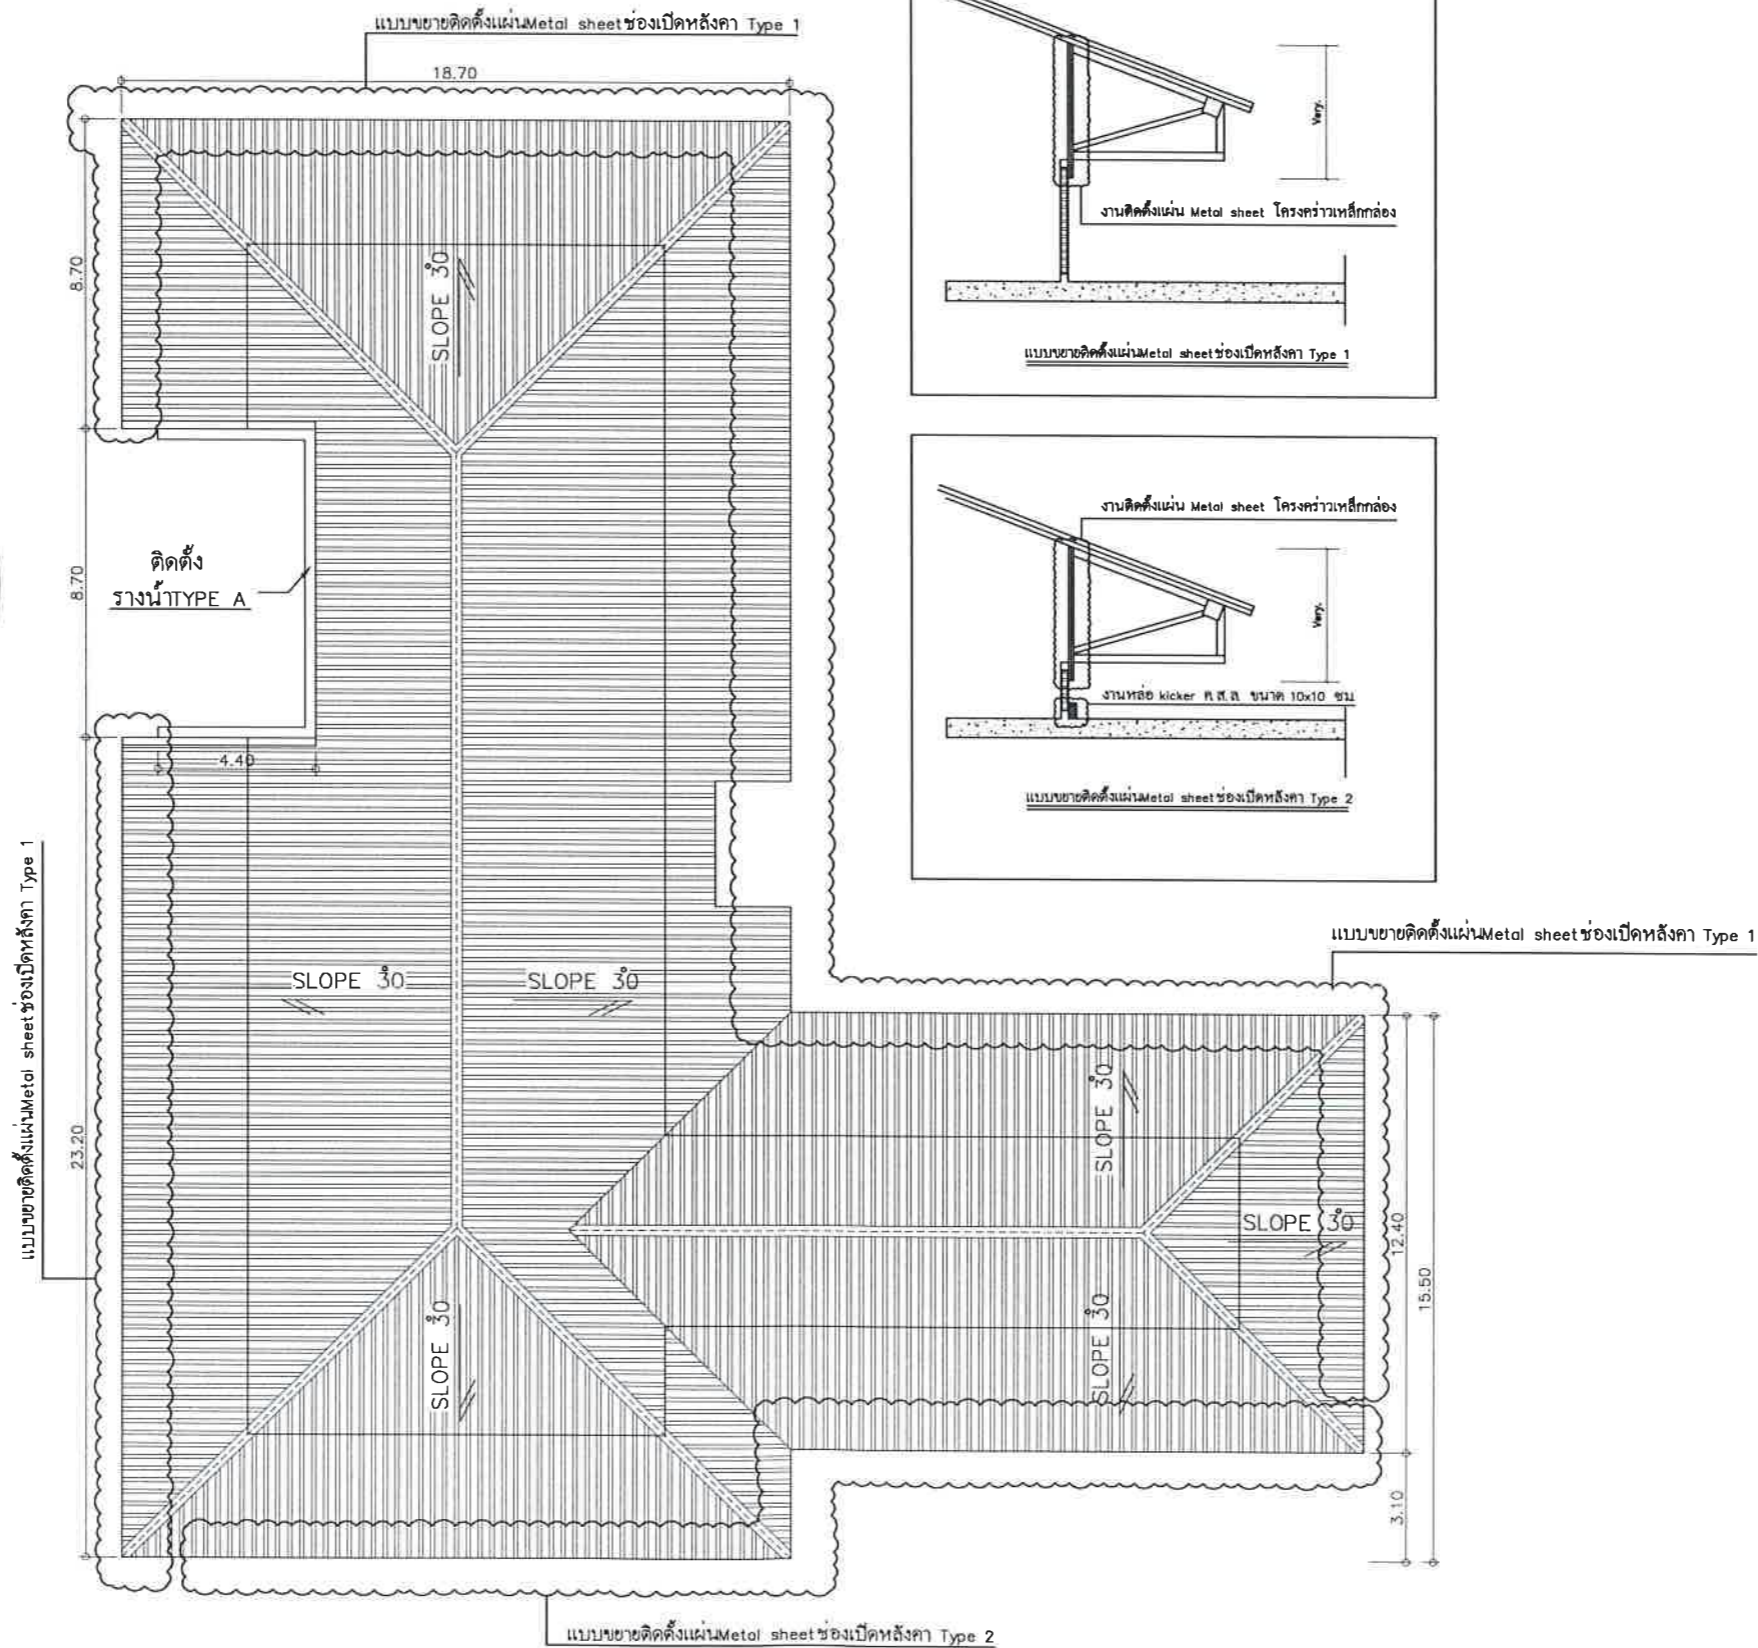 แบบขยายติดตั้งแผ่นMetal sheetช่องเปิดหลังคา Type 1
18.70
8.70
SLOPE 30
ติดตั้ง
รางน้ำTYPE A
8.70
4.40
แบบขยายติดตั้งแผ่นMetal sheetช่องเปิดหลังคา Type 1
23.20
SLOPE 30
SLOPE 30
SLOPE 30
แบบขยายติดตั้งแผ่นMetal sheetช่องเปิดหลังคา Type 2
Very.
งานติดตั้งแผ่น Metal sheet โครงคร่าวเหล็กกล่อง
แบบขยายติดตั้งแผ่นMetal sheetช่องเปิดหลังคา Type 1
งานติดตั้งแผ่น Metal sheet โครงคร่าวเหล็กกล่อง
Very.
งานหล่อ kicker ค.ส.ล. ขนาด 10x10 ซม.
แบบขยายติดตั้งแผ่นMetal sheetช่องเปิดหลังคา Type 2
แบบขยายติดตั้งแผ่นMetal sheetช่องเปิดหลังคา Type 1
SLOPE 30
SLOPE 30
SLOPE 30
12.40
15.50
3.10